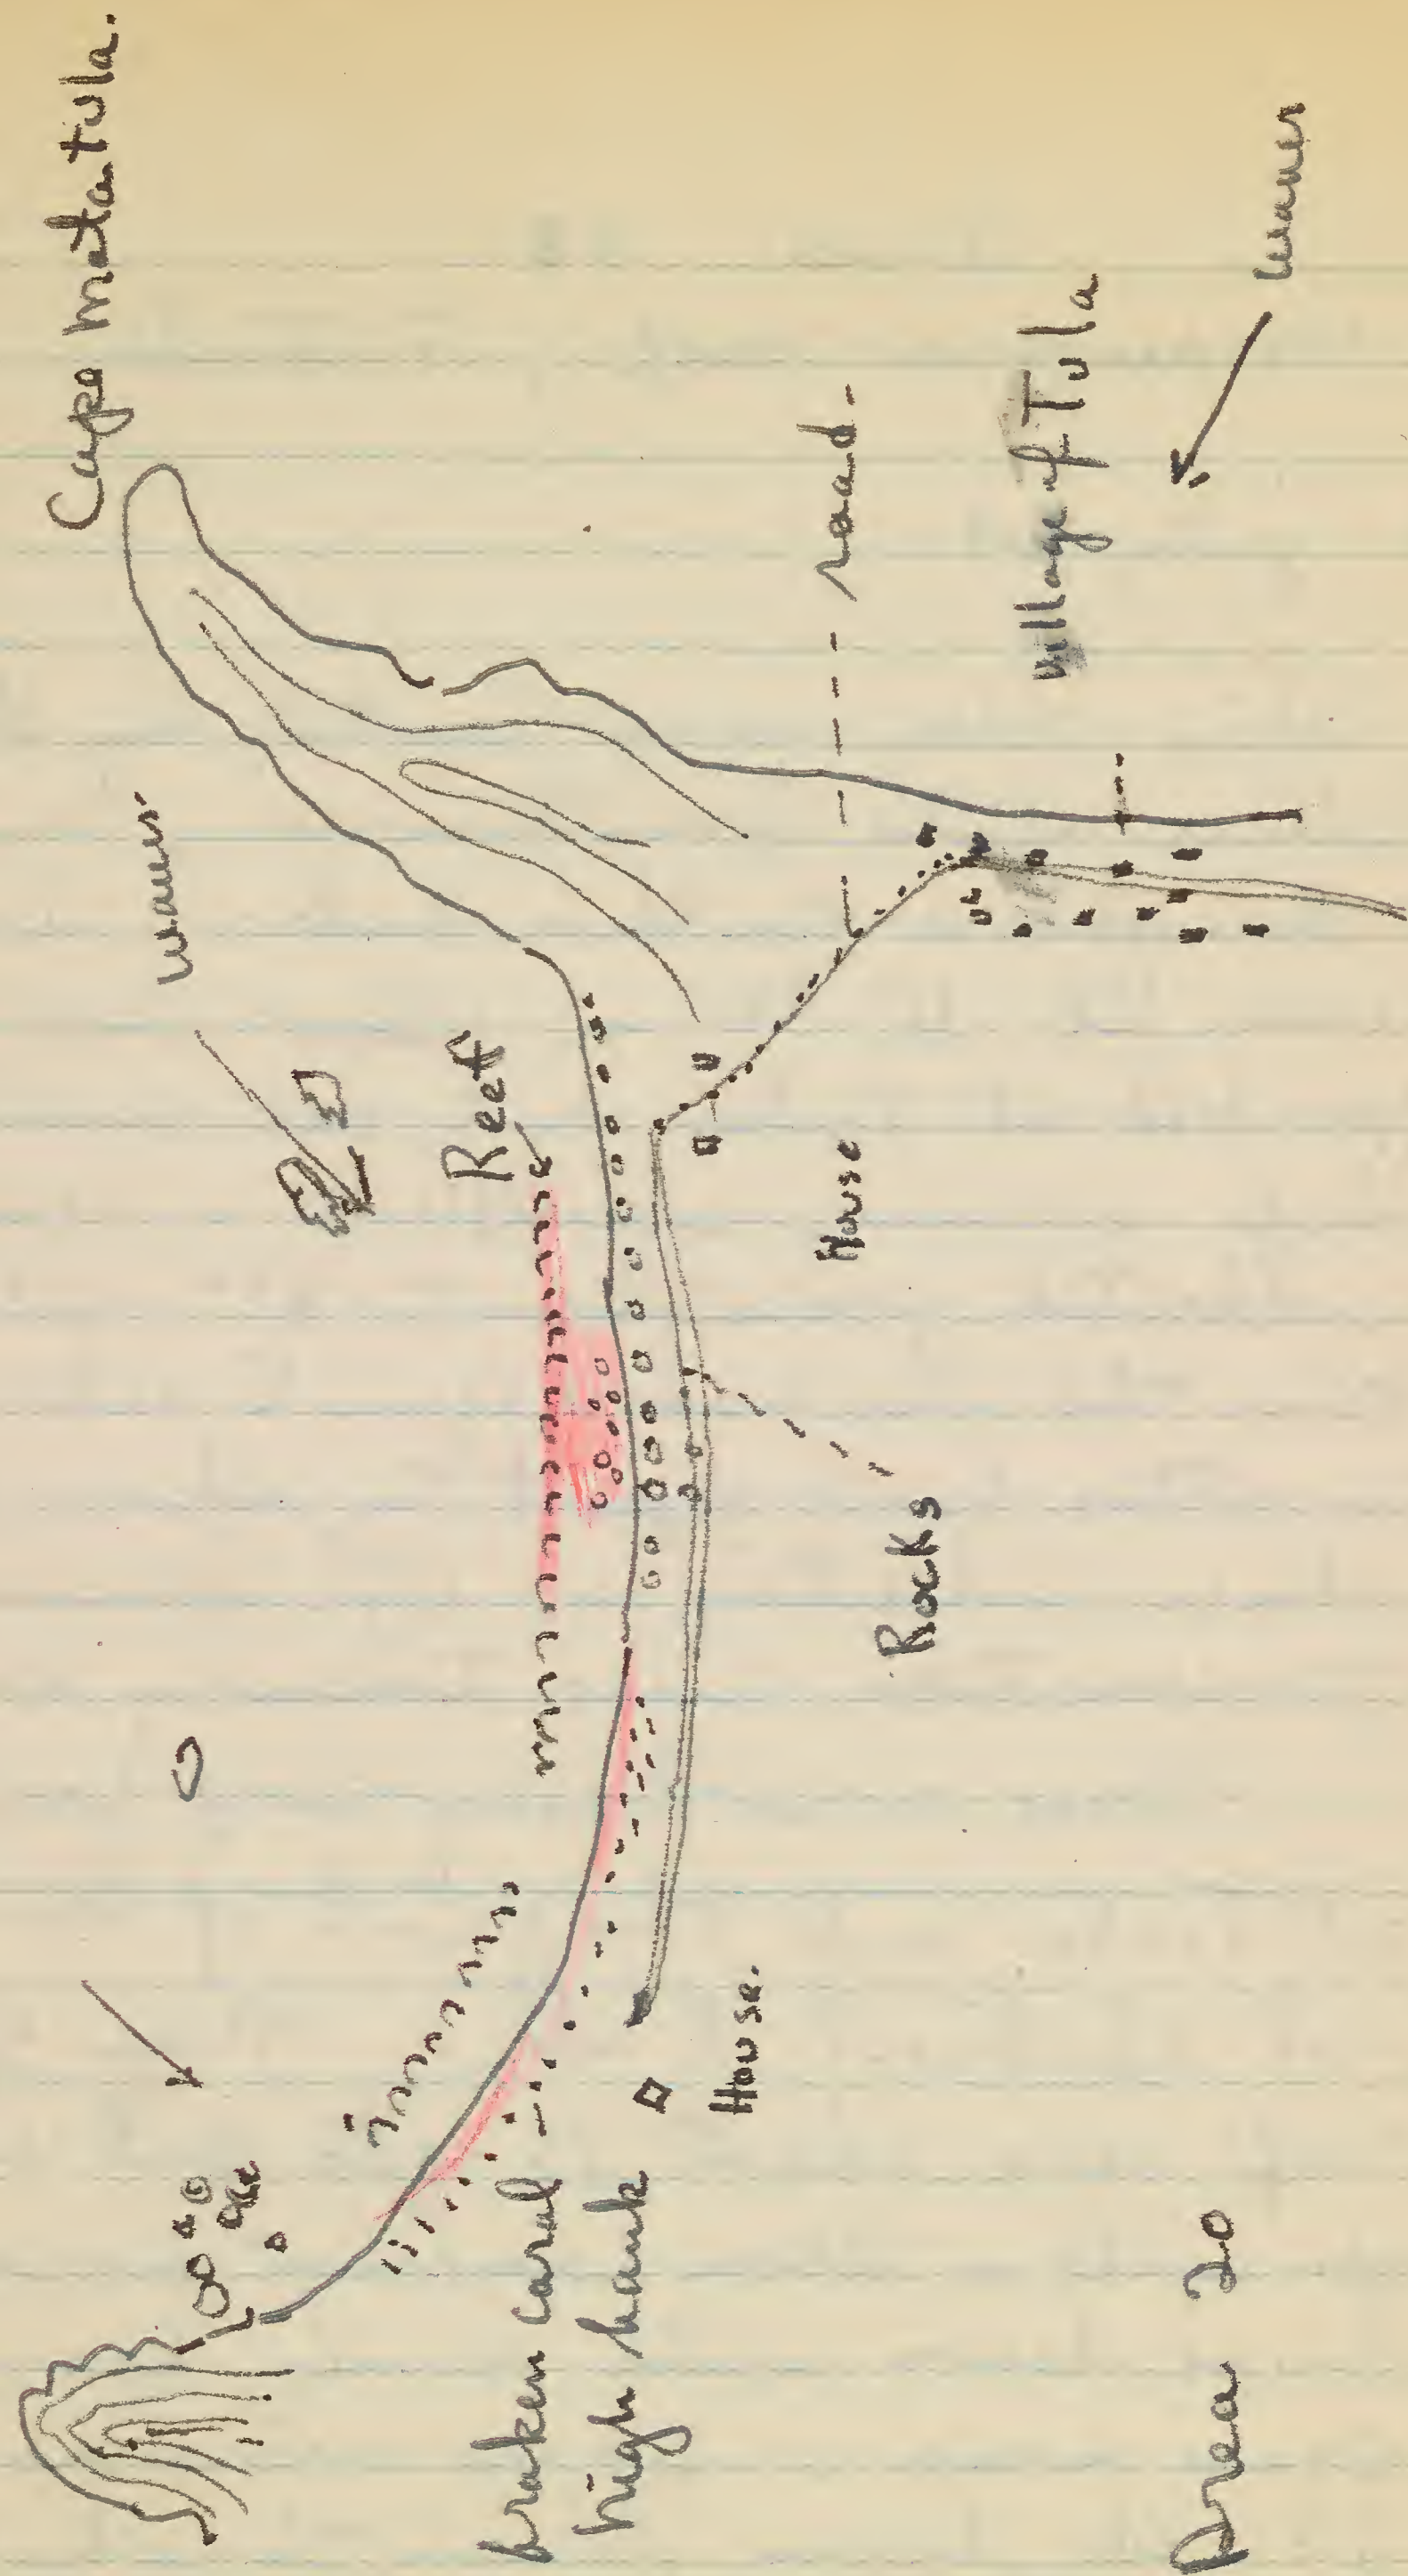 Cape Matatula.
waves
Reef
road
Village of Tula
waves
House
Rocks
House.
broken coral
high bank
Area 20